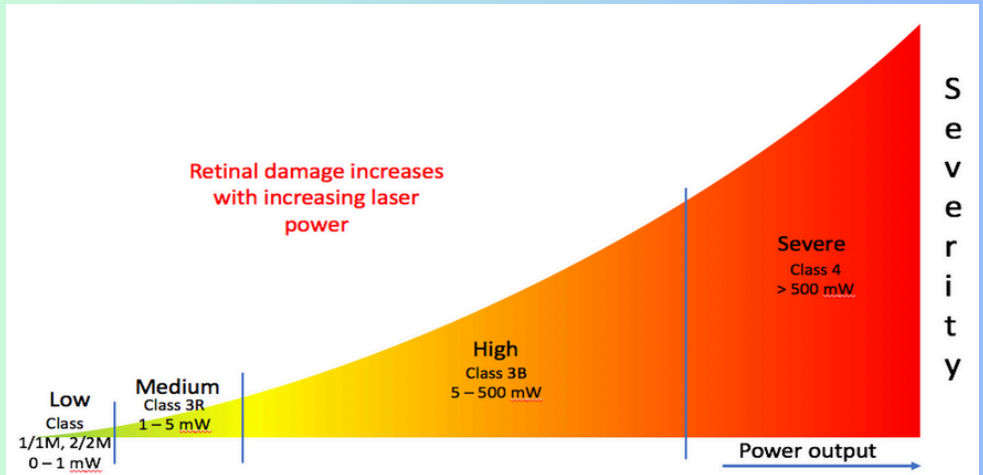 Retinal damage increases
with increasing laser
power
Low
Class
1/1M, 2/2M
0 – 1 mW
Medium
Class 3R
1 – 5 mW
High
Class 3B
5 – 500 mW
Severe
Class 4
> 500 mW
Power output
Severity